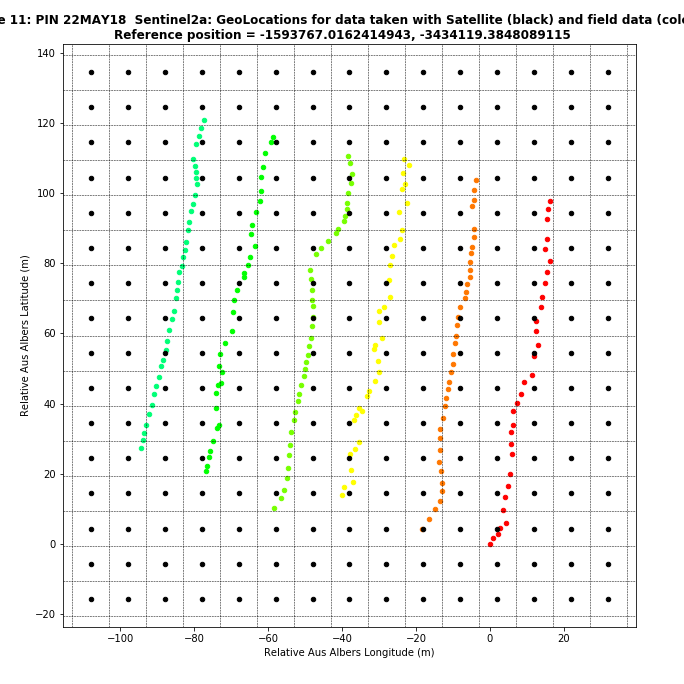 e 11: PIN 22MAY18 Sentinel2a: GeoLocations for data taken with Satellite (black) and field data (colo
Reference position = -1593767.0162414943, -3434119.3848089115
140
120
100
80
60
40
20
0
−20
Relative Aus Albers Latitude (m)
−100 −80 −60 −40 −20 0 20
Relative Aus Albers Longitude (m)